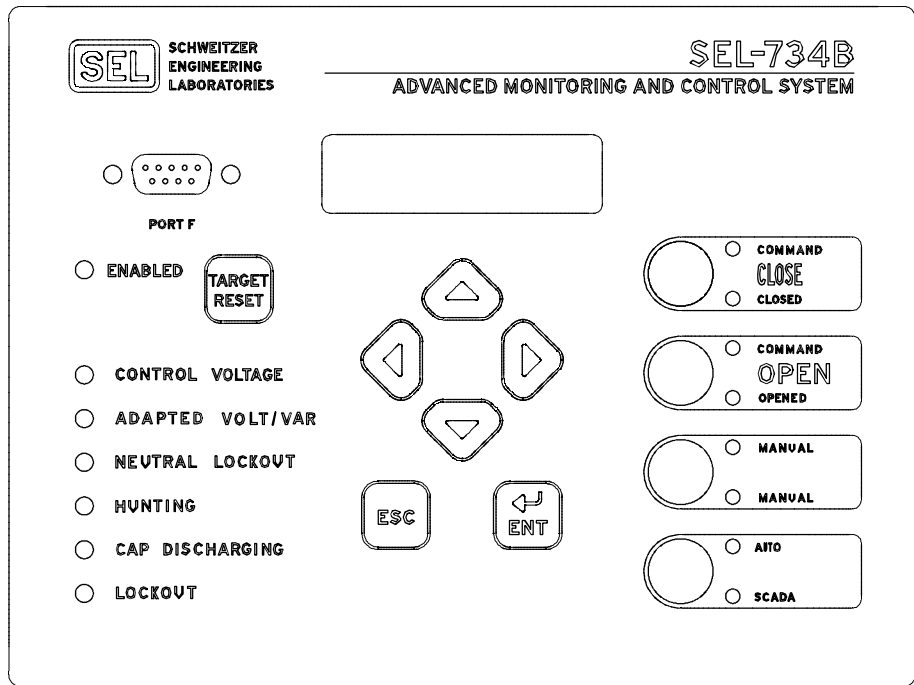 SEL
SCHWEITZER
ENGINEERING
LABORATORIES
SEL-734B
ADVANCED MONITORING AND CONTROL SYSTEM
PORT F
ENABLED
TARGET
RESET
CONTROL VOLTAGE
ADAPTED VOLT/VAR
NEUTRAL LOCKOUT
HUNTING
CAP DISCHARGING
LOCKOUT
ESC
ENT
COMMAND
CLOSE
CLOSED
COMMAND
OPEN
OPENED
MANUAL
MANUAL
AUTO
SCADA